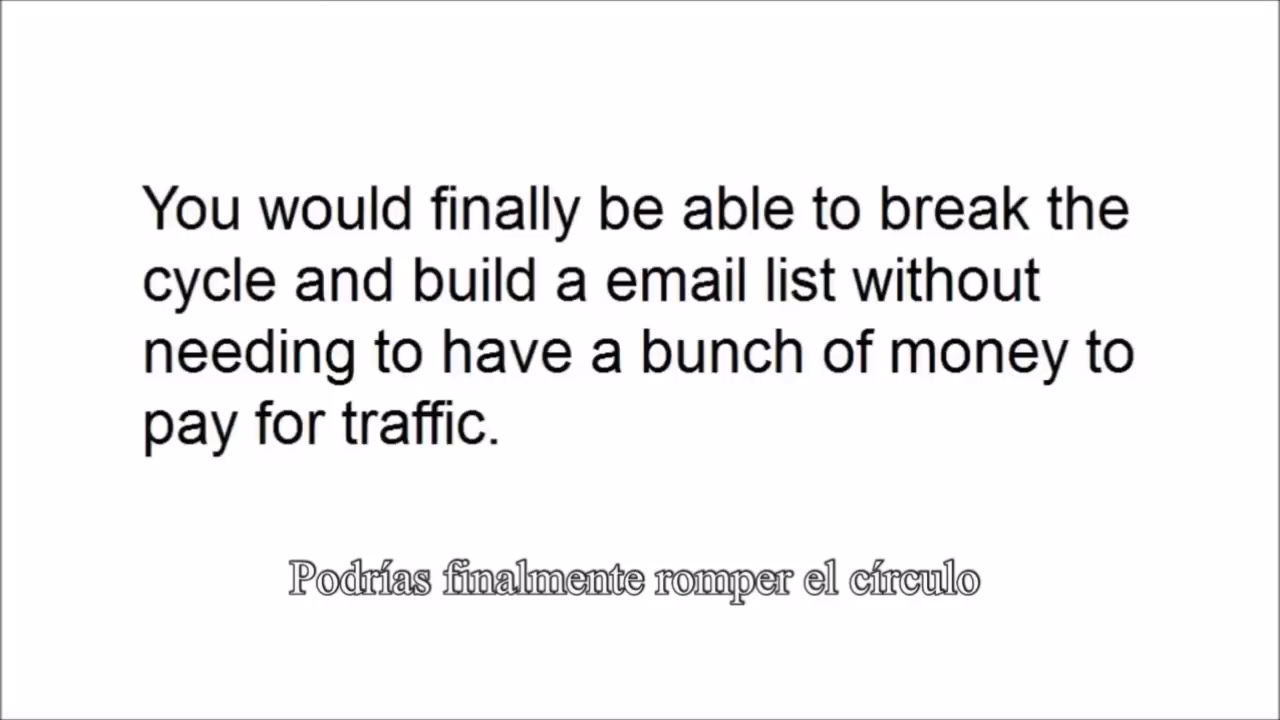 You would finally be able to break the
cycle and build a email list without
needing to have a bunch of money to
pay for traffic.
Podrías finalmente romper el círculo